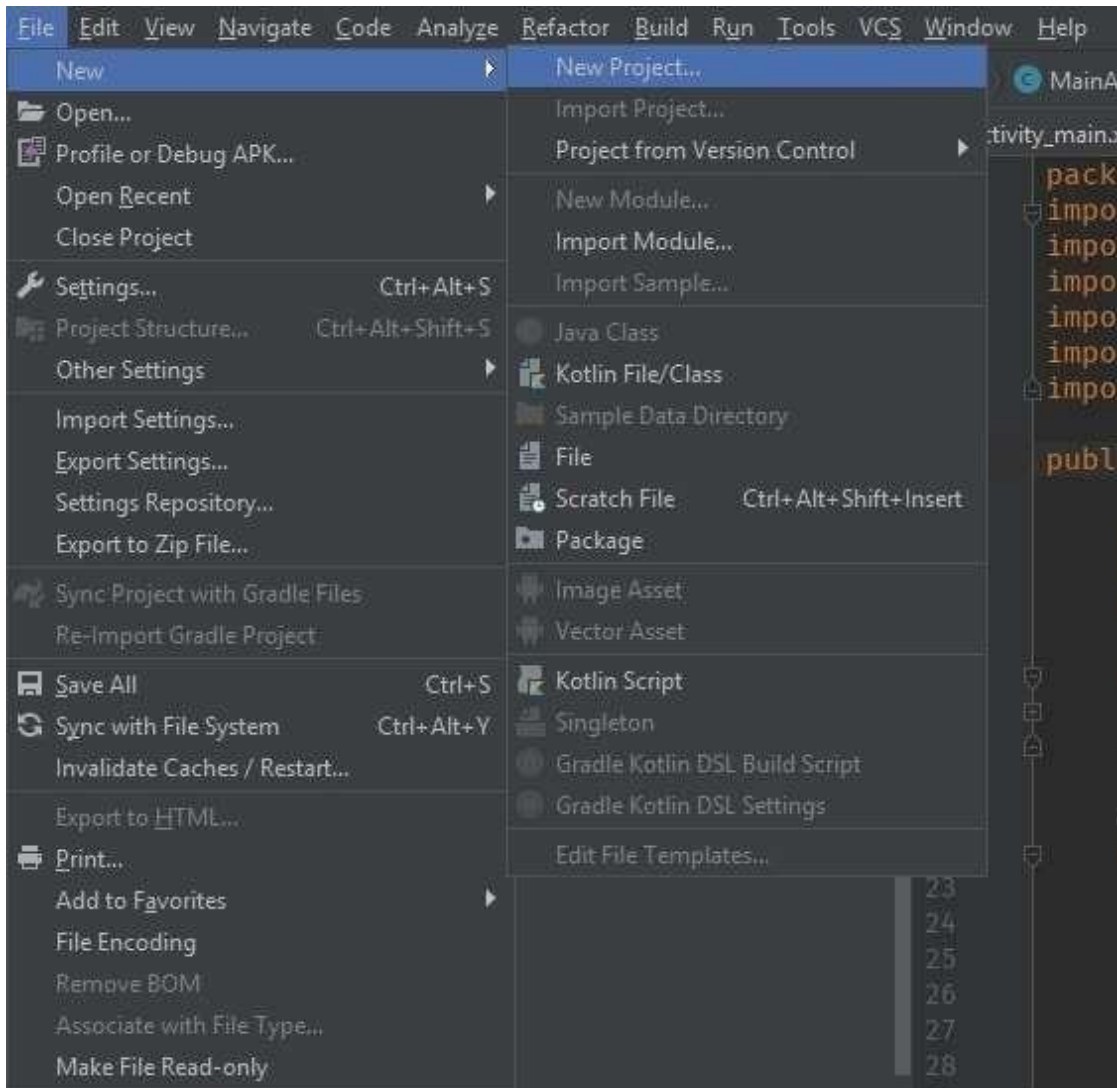 File Edit View Navigate Code Analyze Refactor Build Run Tools VCS Window Help
New
Open...
Profile or Debug APK...
Open Recent
Close Project
Settings... Ctrl+Alt+S
Project Structure... Ctrl+Alt+Shift+S
Other Settings
Import Settings...
Export Settings...
Settings Repository...
Export to Zip File...
Sync Project with Gradle Files
Re-Import Gradle Project
Save All Ctrl+S
Sync with File System Ctrl+Alt+Y
Invalidate Caches / Restart...
Export to HTML...
Print...
Add to Favorites
File Encoding
Remove BOM
Associate with File Type...
Make File Read-only
New Project...
Import Project...
Project from Version Control
New Module...
Import Module...
Import Sample...
Java Class
Kotlin File/Class
Sample Data Directory
File
Scratch File Ctrl+Alt+Shift+Insert
Package
Image Asset
Vector Asset
Kotlin Script
Singleton
Gradle Kotlin DSL Build Script
Gradle Kotlin DSL Settings
Edit File Templates...
C MainA
tivity_main.x
pack
impo
impo
impo
impo
impo
impo
publ
23
24
25
26
27
28